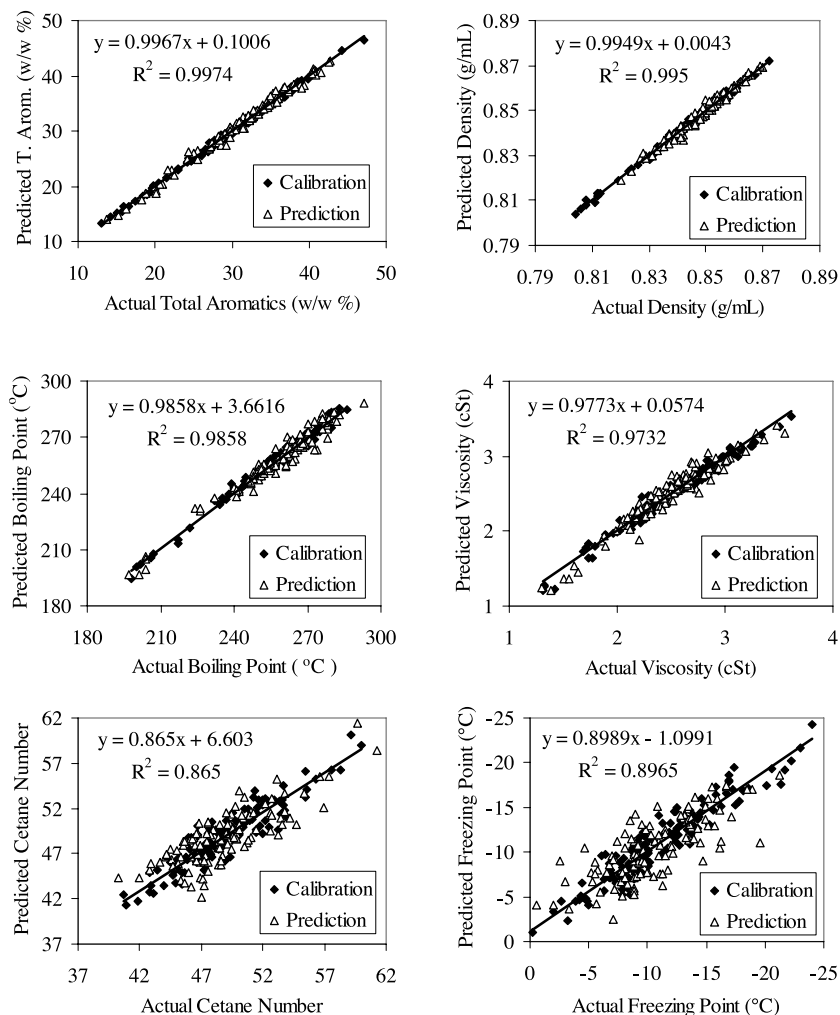 50
y = 0.9967x + 0.1006
R² = 0.9974
40
30
20
10
Predicted T. Arom. (w/w %)
Calibration
Prediction
10 20 30 40 50
Actual Total Aromatics (w/w %)
0.89
y = 0.9949x + 0.0043
R² = 0.995
0.87
0.85
0.83
0.81
0.79
Predicted Density (g/mL)
Calibration
Prediction
0.79 0.81 0.83 0.85 0.87 0.89
Actual Density (g/mL)
300
y = 0.9858x + 3.6616
R² = 0.9858
270
240
210
180
Predicted Boiling Point (°C)
Calibration
Prediction
180 210 240 270 300
Actual Boiling Point ( °C )
4
y = 0.9773x + 0.0574
R² = 0.9732
3
2
1
Predicted Viscosity (cSt)
Calibration
Prediction
1 2 3 4
Actual Viscosity (cSt)
62
y = 0.865x + 6.603
R² = 0.865
57
52
47
42
37
Predicted Cetane Number
Calibration
Prediction
37 42 47 52 57 62
Actual Cetane Number
-25
y = 0.8989x - 1.0991
R² = 0.8965
-20
-15
-10
-5
0
Predicted Freezing Point (°C)
Calibration
Prediction
0 -5 -10 -15 -20 -25
Actual Freezing Point (°C)